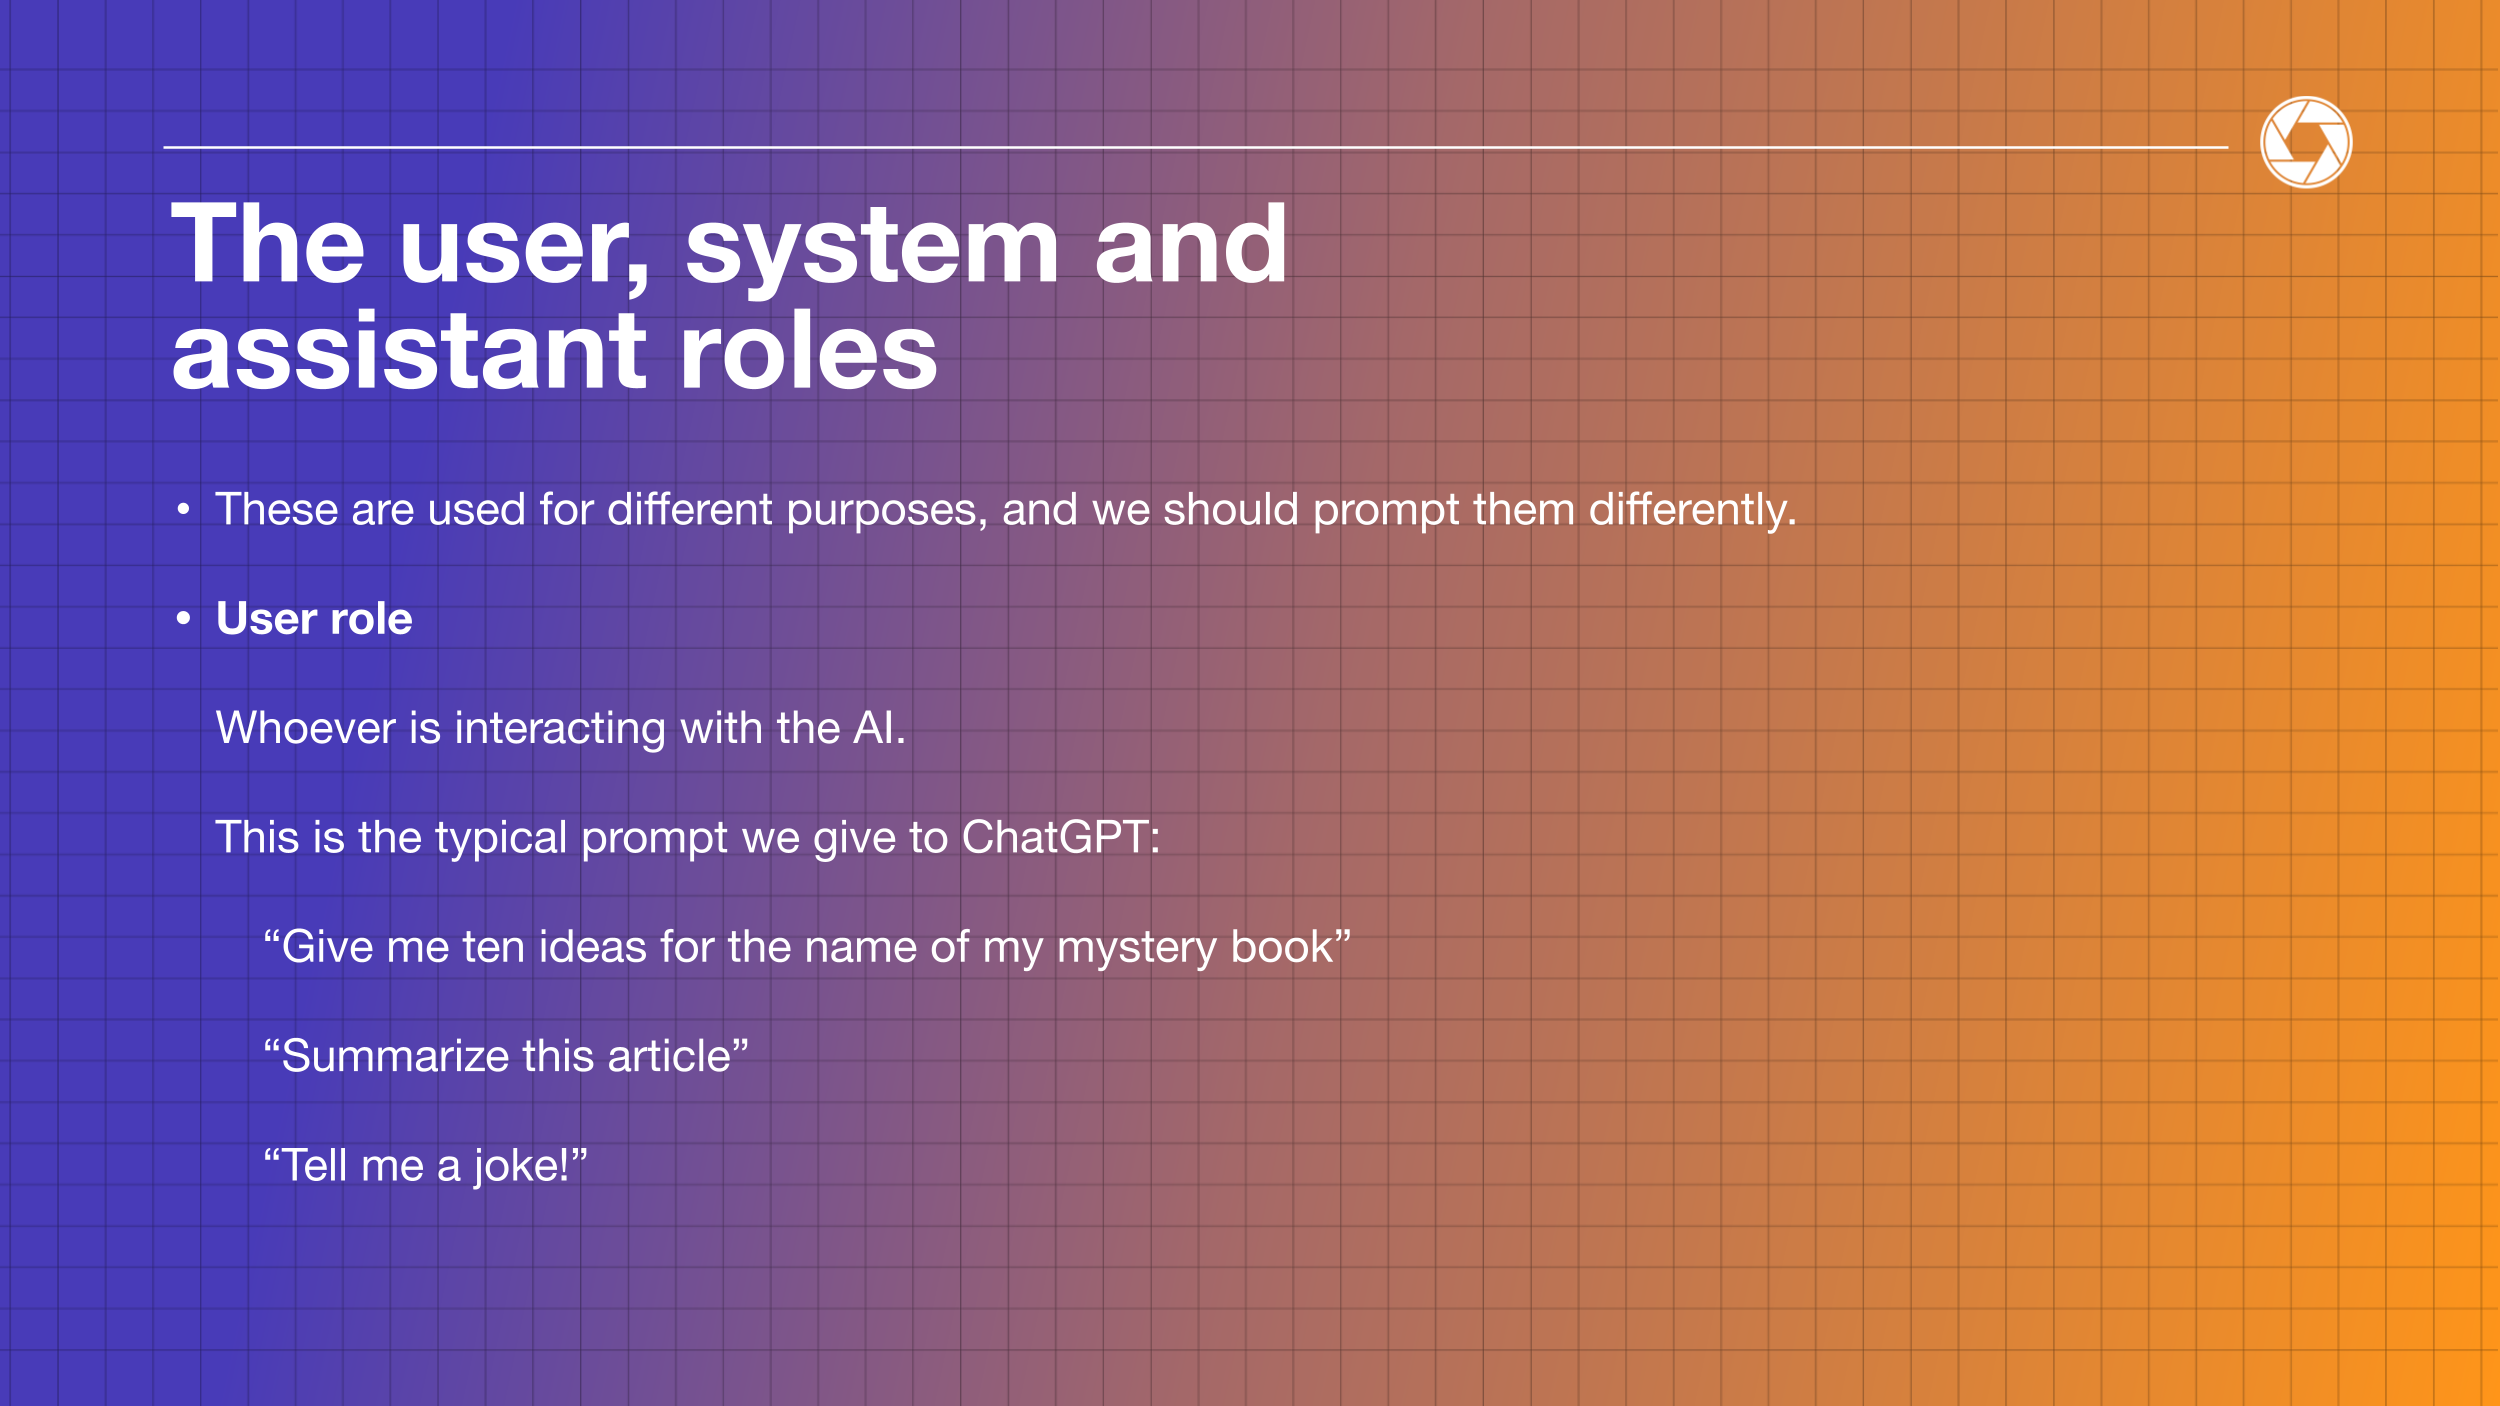 The user, system and
assistant roles
• These are used for different purposes, and we should prompt them differently.
• User role
Whoever is interacting with the AI.
This is the typical prompt we give to ChatGPT:
“Give me ten ideas for the name of my mystery book”
“Summarize this article”
“Tell me a joke!”